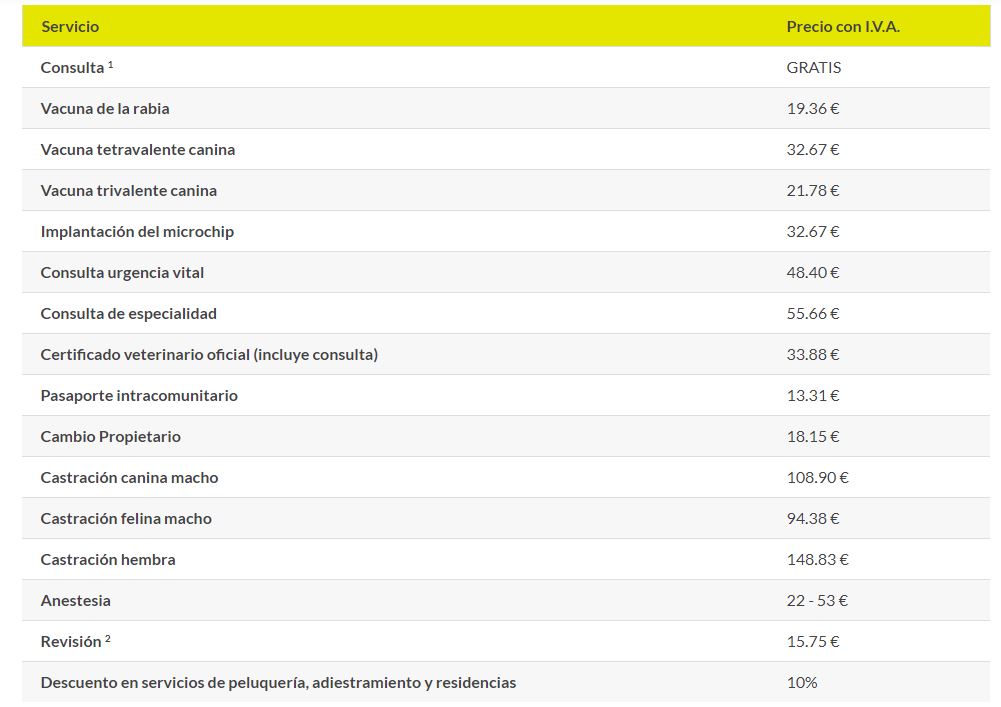 Servicio Precio con I.V.A.
Consulta ¹ GRATIS
Vacuna de la rabia 19.36 €
Vacuna tetravalente canina 32.67 €
Vacuna trivalente canina 21.78 €
Implantación del microchip 32.67 €
Consulta urgencia vital 48.40 €
Consulta de especialidad 55.66 €
Certificado veterinario oficial (incluye consulta) 33.88 €
Pasaporte intracomunitario 13.31 €
Cambio Propietario 18.15 €
Castración canina macho 108.90 €
Castración felina macho 94.38 €
Castración hembra 148.83 €
Anestesia 22 - 53 €
Revisión ² 15.75 €
Descuento en servicios de peluquería, adiestramiento y residencias 10%